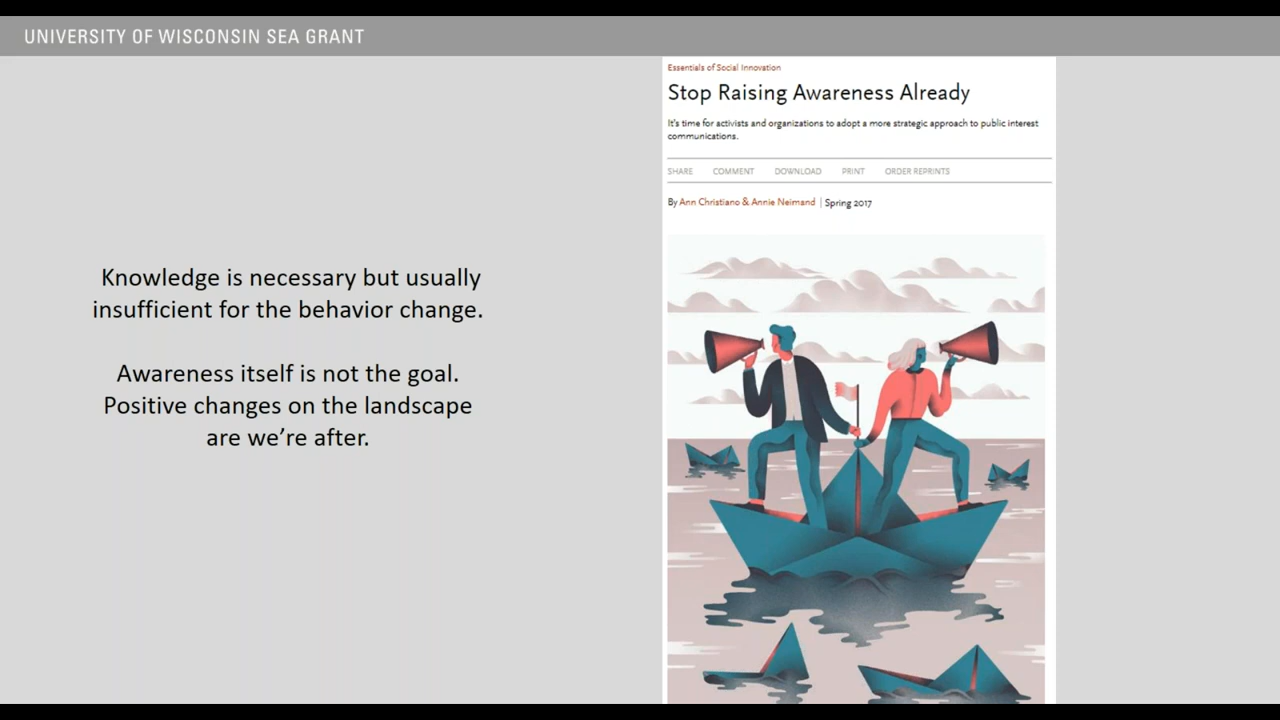 UNIVERSITY OF WISCONSIN SEA GRANT
Knowledge is necessary but usually
insufficient for the behavior change.
Awareness itself is not the goal.
Positive changes on the landscape
are we’re after.
Essentials of Social Innovation
Stop Raising Awareness Already
It's time for activists and organizations to adopt a more strategic approach to public interest
communications.
SHARE COMMENT DOWNLOAD PRINT ORDER REPRINTS
By Ann Christiano & Annie Neimand | Spring 2017